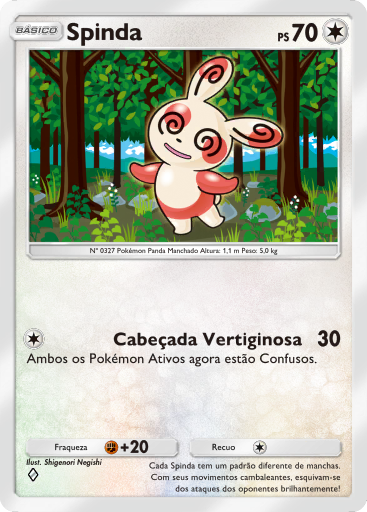 BÁSICO Spinda PS 70
N° 0327 Pokémon Panda Manchado Altura: 1,1 m Peso: 5,0 kg
Cabeçada Vertiginosa 30
Ambos os Pokémon Ativos agora estão Confusos.
Fraqueza +20 Recuo
Ilust. Shigenori Negishi
Cada Spinda tem um padrão diferente de manchas.
Com seus movimentos cambaleantes, esquivam-se
dos ataques dos oponentes brilhantemente!